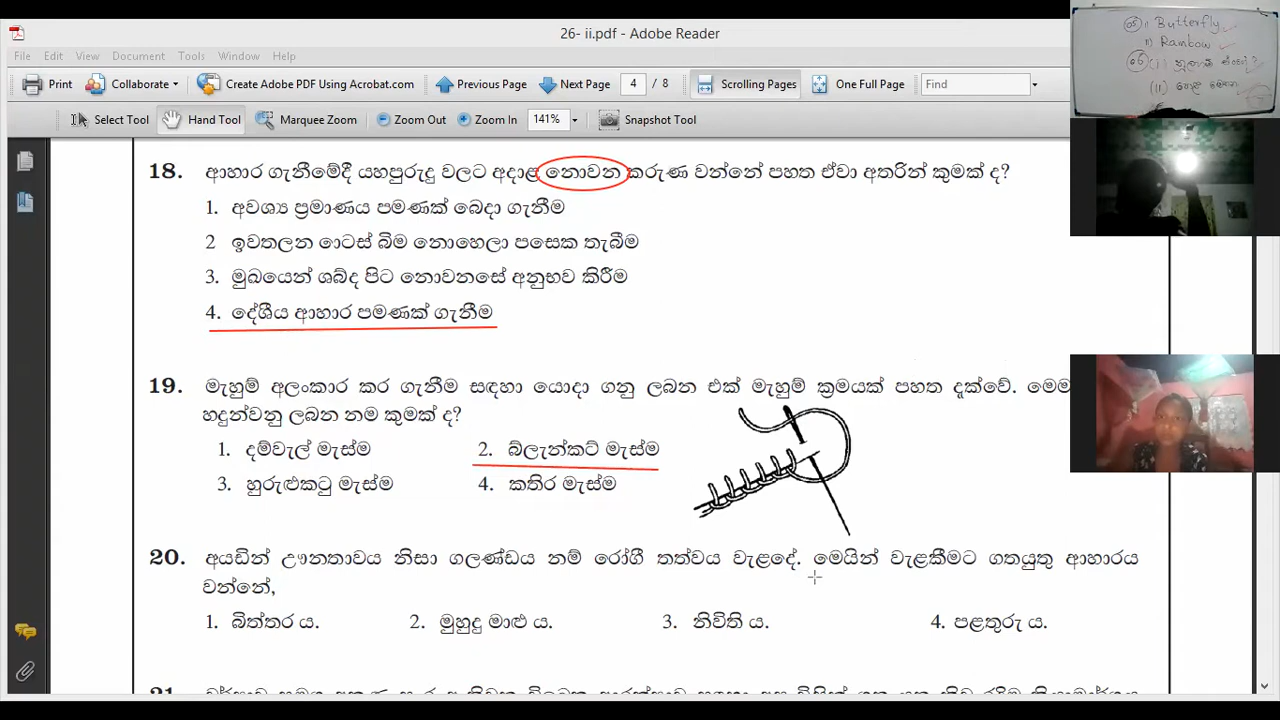 26- ii.pdf - Adobe Reader
File Edit View Document Tools Window Help
Print Collaborate Create Adobe PDF Using Acrobat.com Previous Page Next Page 4 / 8 Scrolling Pages One Full Page Find
Select Tool Hand Tool Marquee Zoom Zoom Out Zoom In 141% Snapshot Tool
05 i) Butterfly
ii) Rainbow
06 (i)
(ii)
18. ආහාර ගැනීමේදී යහපුරුදු වලට අදාළ නොවන කරුණ වන්නේ පහත ඒවා අතරින් කුමක් ද?
1. අවශ්‍ය ප්‍රමාණය පමණක් බෙදා ගැනීම
2 ඉවතලන දෑටස් බිම නොහෙලා පසෙක තැබීම
3. මුඛයෙන් ශබ්ද පිට නොවනසේ අනුභව කිරීම
4. දේශීය ආහාර පමණක් ගැනීම
19. මැහුම් අලංකාර කර ගැනීම සඳහා යොදා ගනු ලබන එක් මැහුම් ක්‍රමයක් පහත දැක්වේ.
හඳුන්වනු ලබන නම කුමක් ද?
1. දම්වැල් මැස්ම 2. බ්ලැන්කට් මැස්ම
3. හුරුළුකටු මැස්ම 4. කතිර මැස්ම
20. අයඩින් ඌනතාවය නිසා ගලණ්ඩය නම් රෝගී තත්වය වැළඳේ. මෙයින් වැළකීමට ගතයුතු ආහාරය
වන්නේ,
1. බිත්තර ය. 2. මුහුදු මාළු ය. 3. නිවිති ය. 4. පළතුරු ය.